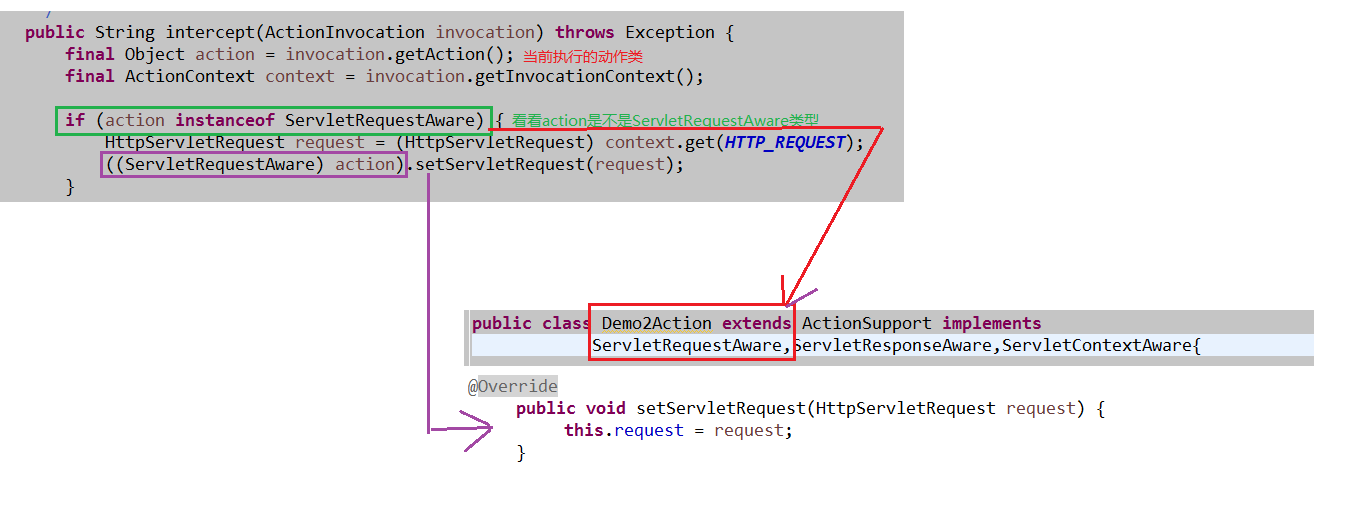 /
public String intercept(ActionInvocation invocation) throws Exception {
final Object action = invocation.getAction(); 当前执行的动作类
final ActionContext context = invocation.getInvocationContext();
if (action instanceof ServletRequestAware) { 看看action是不是ServletRequestAware类型
HttpServletRequest request = (HttpServletRequest) context.get(HTTP_REQUEST);
((ServletRequestAware) action).setServletRequest(request);
}
public class Demo2Action extends ActionSupport implements
ServletRequestAware,ServletResponseAware,ServletContextAware{
@Override
public void setServletRequest(HttpServletRequest request) {
this.request = request;
}